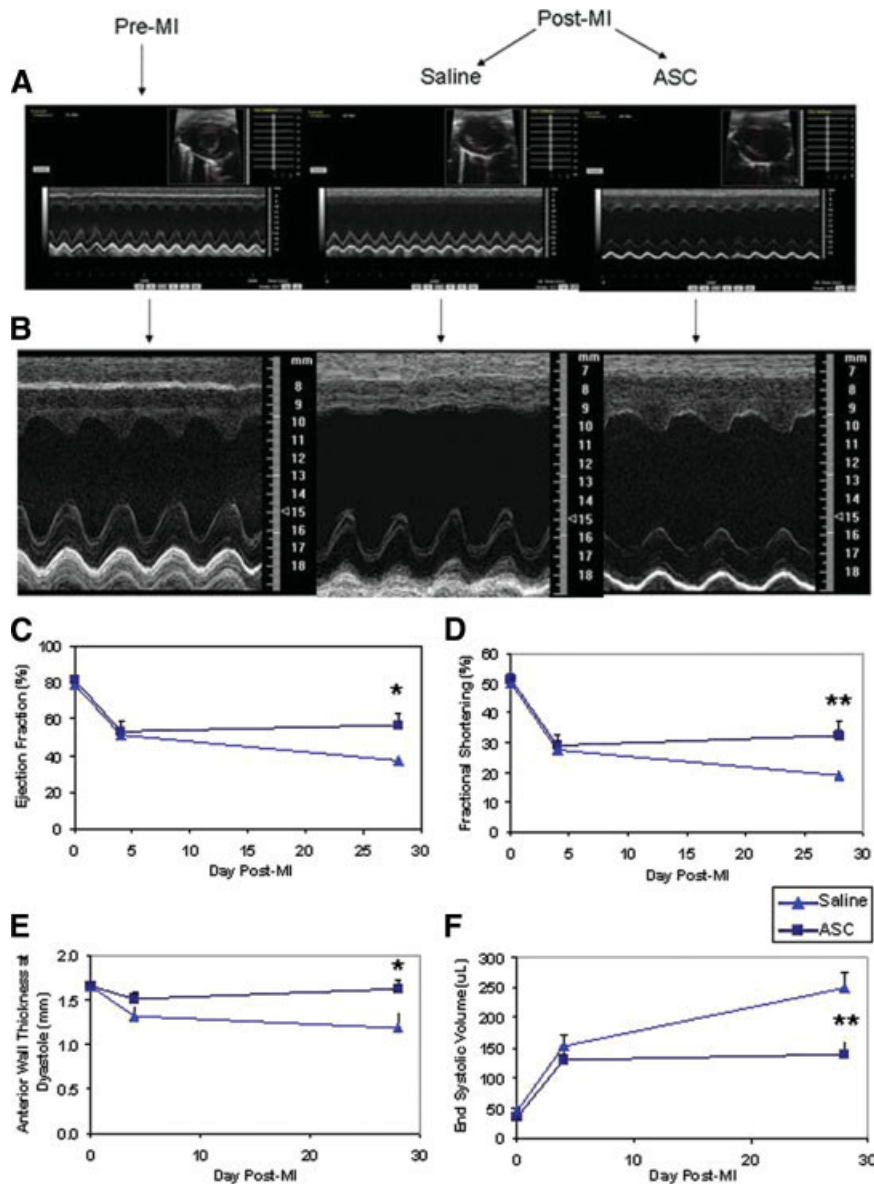 Pre-MI
Post-MI
Saline
ASC
A
B
mm
8
9
10
11
12
13
14
15
16
17
18
mm
8
9
10
11
12
13
14
15
16
17
18
mm
7
8
9
10
11
12
13
14
15
16
17
18
C
100
80
60
40
20
0
Ejection Fraction (%)
*
0 5 10 15 20 25 30
Day Post-MI
D
60
50
40
30
20
10
0
Fractional Shortening (%)
**
0 5 10 15 20 25 30
Day Post-MI
Saline
ASC
E
2.0
1.5
1.0
0.5
0.0
Anterior Wall Thickness at
Dyastole (mm)
*
0 10 20 30
Day Post-MI
F
300
250
200
150
100
50
0
End Systolic Volume (uL)
**
0 10 20 30
Day Post-MI